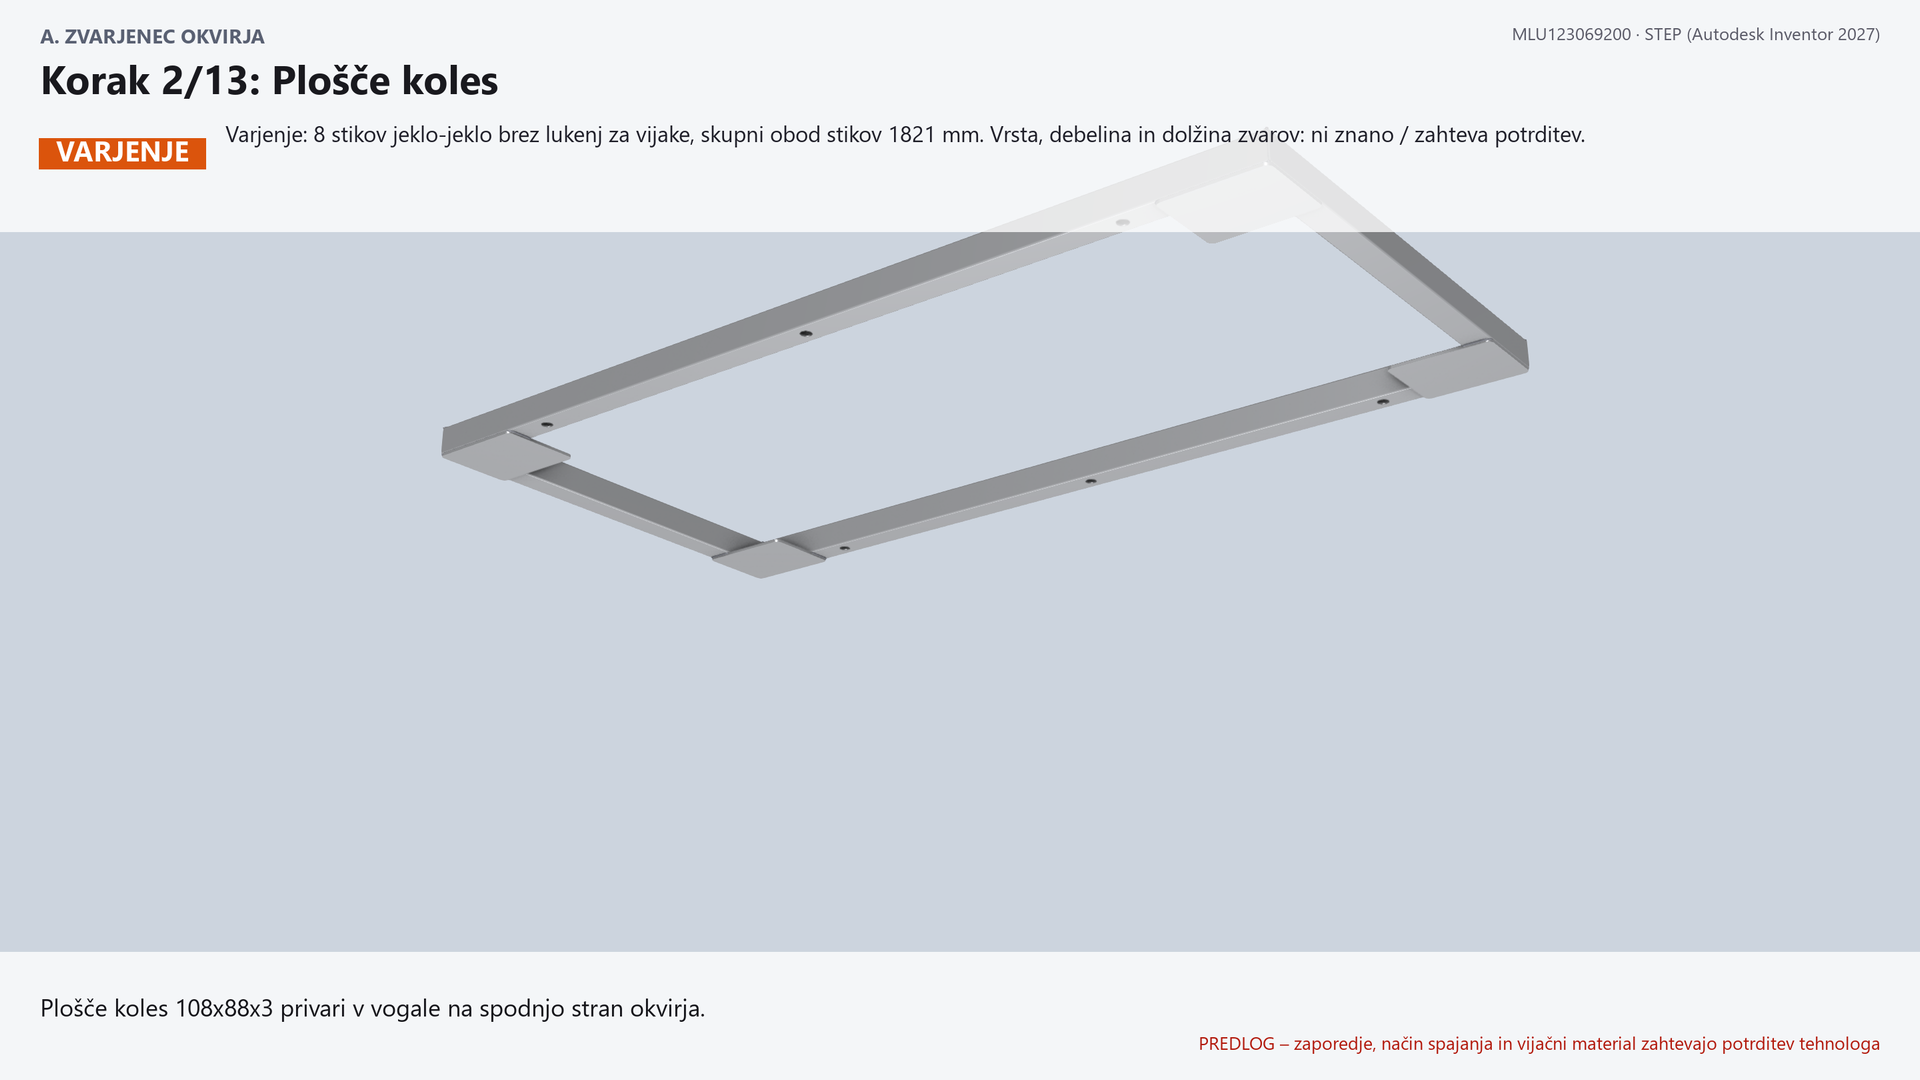 A. ZVARJENEC OKVIRJA
MLU123069200 · STEP (Autodesk Inventor 2027)
Korak 2/13: Plošče koles
VARJENJE
Varjenje: 8 stikov jeklo-jeklo brez lukenj za vijake, skupni obod stikov 1821 mm. Vrsta, debelina in dolžina zvarov: ni znano / zahteva potrditev.
Plošče koles 108x88x3 privari v vogale na spodnjo stran okvirja.
PREDLOG – zaporedje, način spajanja in vijačni material zahtevajo potrditev tehnologa